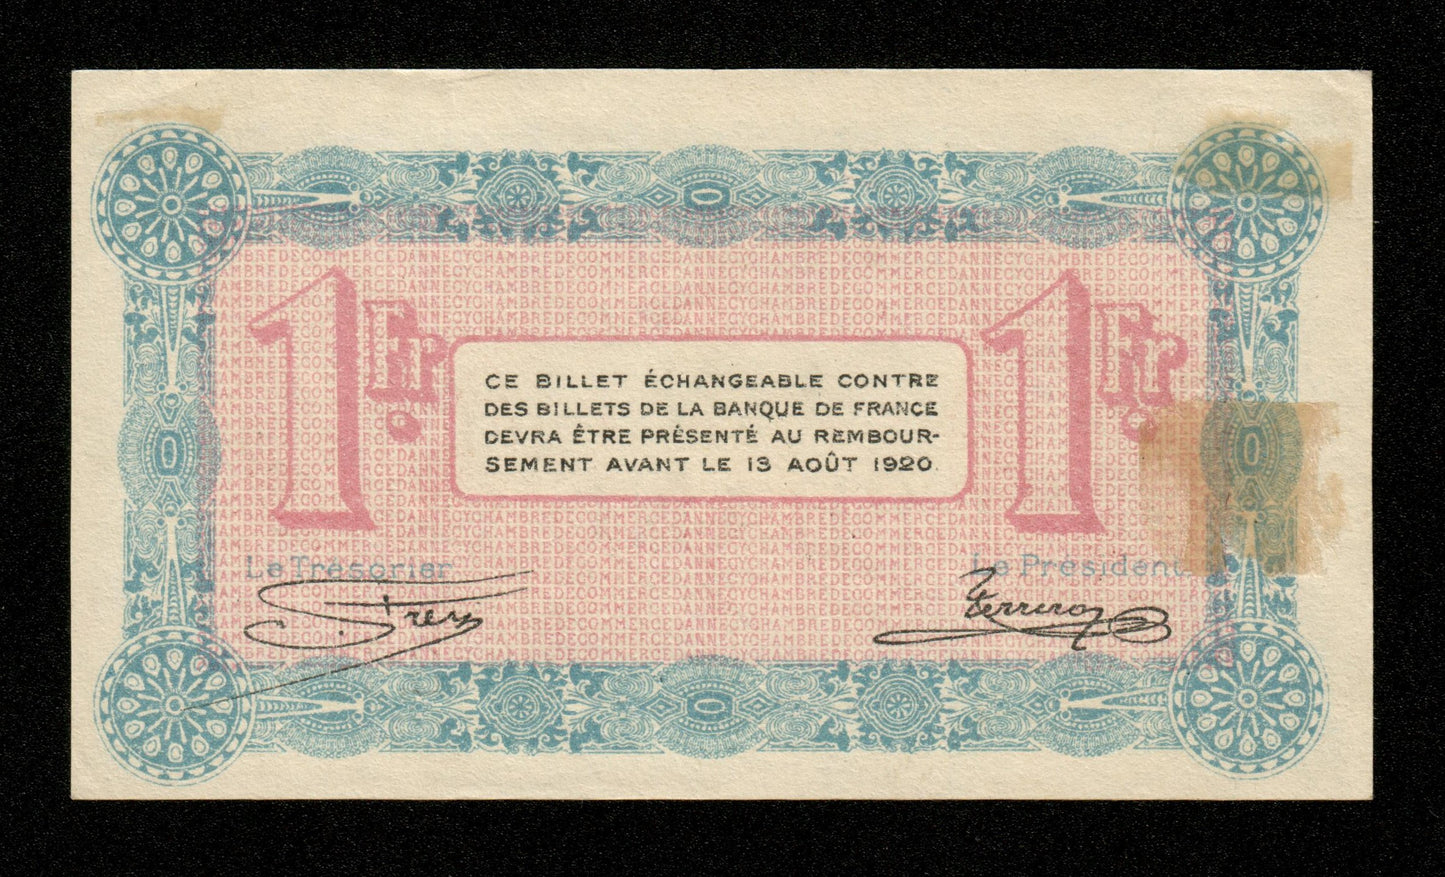 1 Fr. 1 Fr.
CE BILLET ÉCHANGEABLE CONTRE
DES BILLETS DE LA BANQUE DE FRANCE
DEVRA ÊTRE PRÉSENTÉ AU REMBOUR-
SEMENT AVANT LE 13 AOÛT 1920
Le Trésorier Le Président